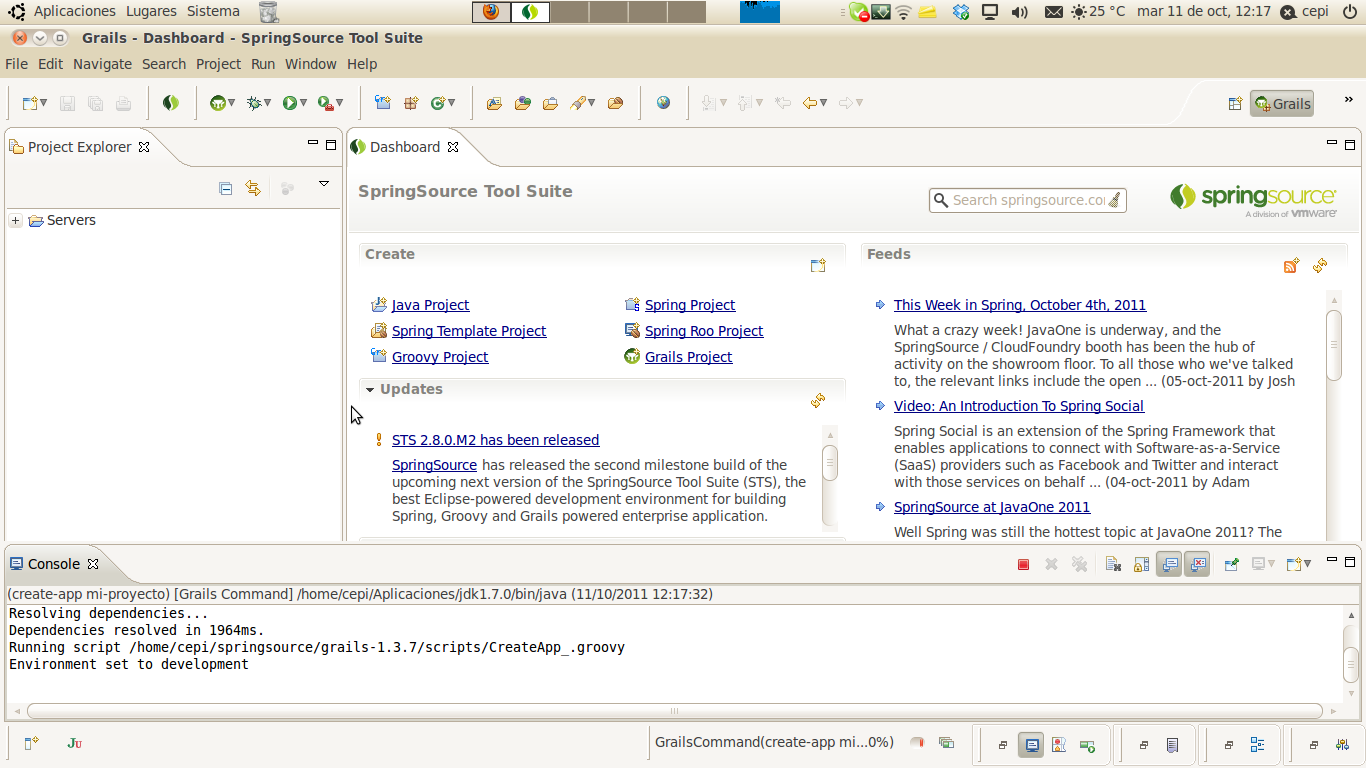 Aplicaciones Lugares Sistema 25 °C mar 11 de oct, 12:17 cepi
Grails - Dashboard - SpringSource Tool Suite
File Edit Navigate Search Project Run Window Help
Grails »
Project Explorer
Servers
Dashboard
SpringSource Tool Suite
Search springsource.co
springsource
A division of vmware
Create
Java Project
Spring Project
Spring Template Project
Spring Roo Project
Groovy Project
Grails Project
Updates
STS 2.8.0.M2 has been released
SpringSource has released the second milestone build of the
upcoming next version of the SpringSource Tool Suite (STS), the
best Eclipse-powered development environment for building
Spring, Groovy and Grails powered enterprise application.
Feeds
This Week in Spring, October 4th, 2011
What a crazy week! JavaOne is underway, and the
SpringSource / CloudFoundry booth has been the hub of
activity on the showroom floor. To all those who we've talked
to, the relevant links include the open ... (05-oct-2011 by Josh
Video: An Introduction To Spring Social
Spring Social is an extension of the Spring Framework that
enables applications to connect with Software-as-a-Service
(SaaS) providers such as Facebook and Twitter and interact
with those services on behalf ... (04-oct-2011 by Adam
SpringSource at JavaOne 2011
Well Spring was still the hottest topic at JavaOne 2011? The
Console
(create-app mi-proyecto) [Grails Command] /home/cepi/Aplicaciones/jdk1.7.0/bin/java (11/10/2011 12:17:32)
Resolving dependencies...
Dependencies resolved in 1964ms.
Running script /home/cepi/springsource/grails-1.3.7/scripts/CreateApp_.groovy
Environment set to development
JU
GrailsCommand(create-app mi...0%)